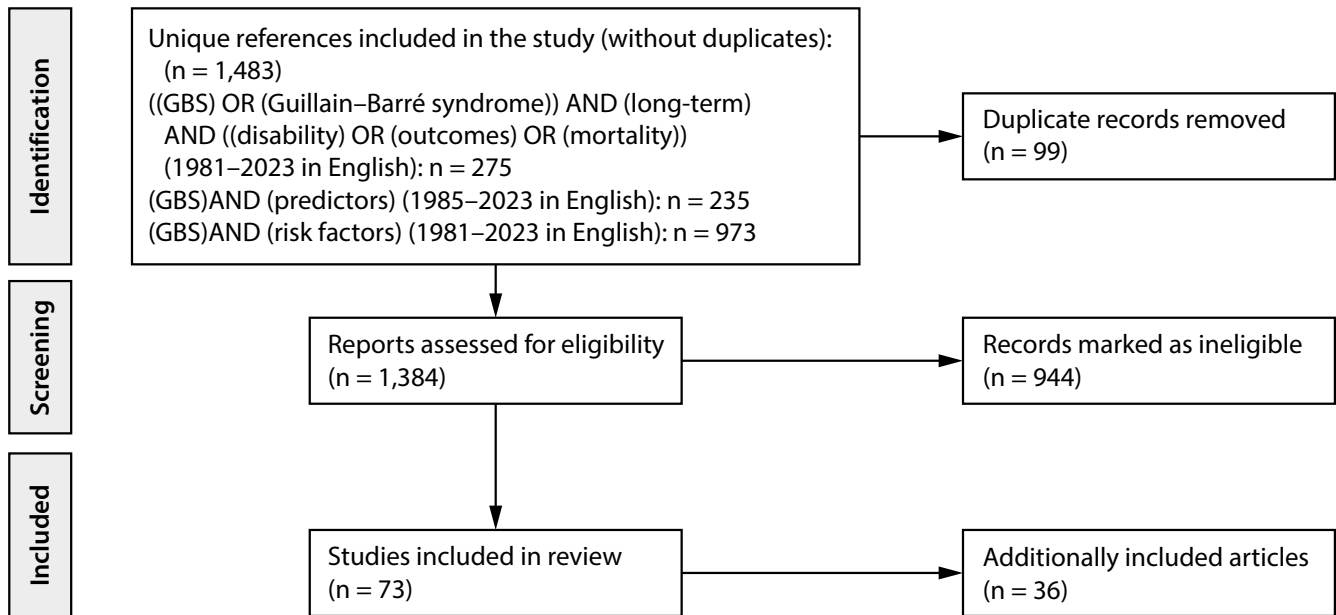 Identification
Unique references included in the study (without duplicates):
(n = 1,483)
((GBS) OR (Guillain–Barré syndrome)) AND (long-term)
AND ((disability) OR (outcomes) OR (mortality))
(1981–2023 in English): n = 275
(GBS)AND (predictors) (1985–2023 in English): n = 235
(GBS)AND (risk factors) (1981–2023 in English): n = 973
Duplicate records removed
(n = 99)
Screening
Reports assessed for eligibility
(n = 1,384)
Records marked as ineligible
(n = 944)
Included
Studies included in review
(n = 73)
Additionally included articles
(n = 36)